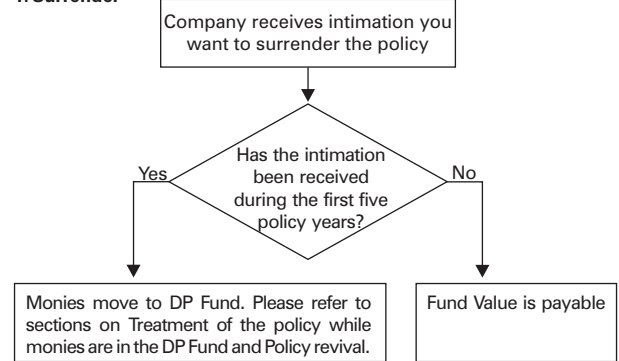 Company receives intimation you
want to surrender the policy
Has the intimation
been received
during the first five
policy years?
Yes
No
Monies move to DP Fund. Please refer to
sections on Treatment of the policy while
monies are in the DP Fund and Policy revival.
Fund Value is payable